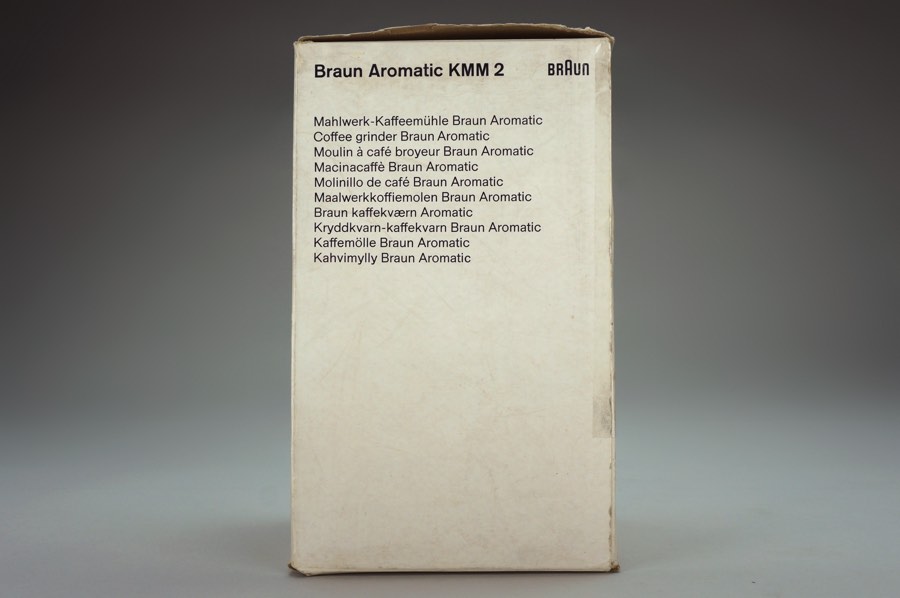 Braun Aromatic KMM 2 BRAUN
Mahlwerk-Kaffeemühle Braun Aromatic
Coffee grinder Braun Aromatic
Moulin à café broyeur Braun Aromatic
Macinacaffè Braun Aromatic
Molinillo de café Braun Aromatic
Maalwerkkoffiemolen Braun Aromatic
Braun kaffekværn Aromatic
Kryddkvarn-kaffekvarn Braun Aromatic
Kaffemölle Braun Aromatic
Kahvimylly Braun Aromatic